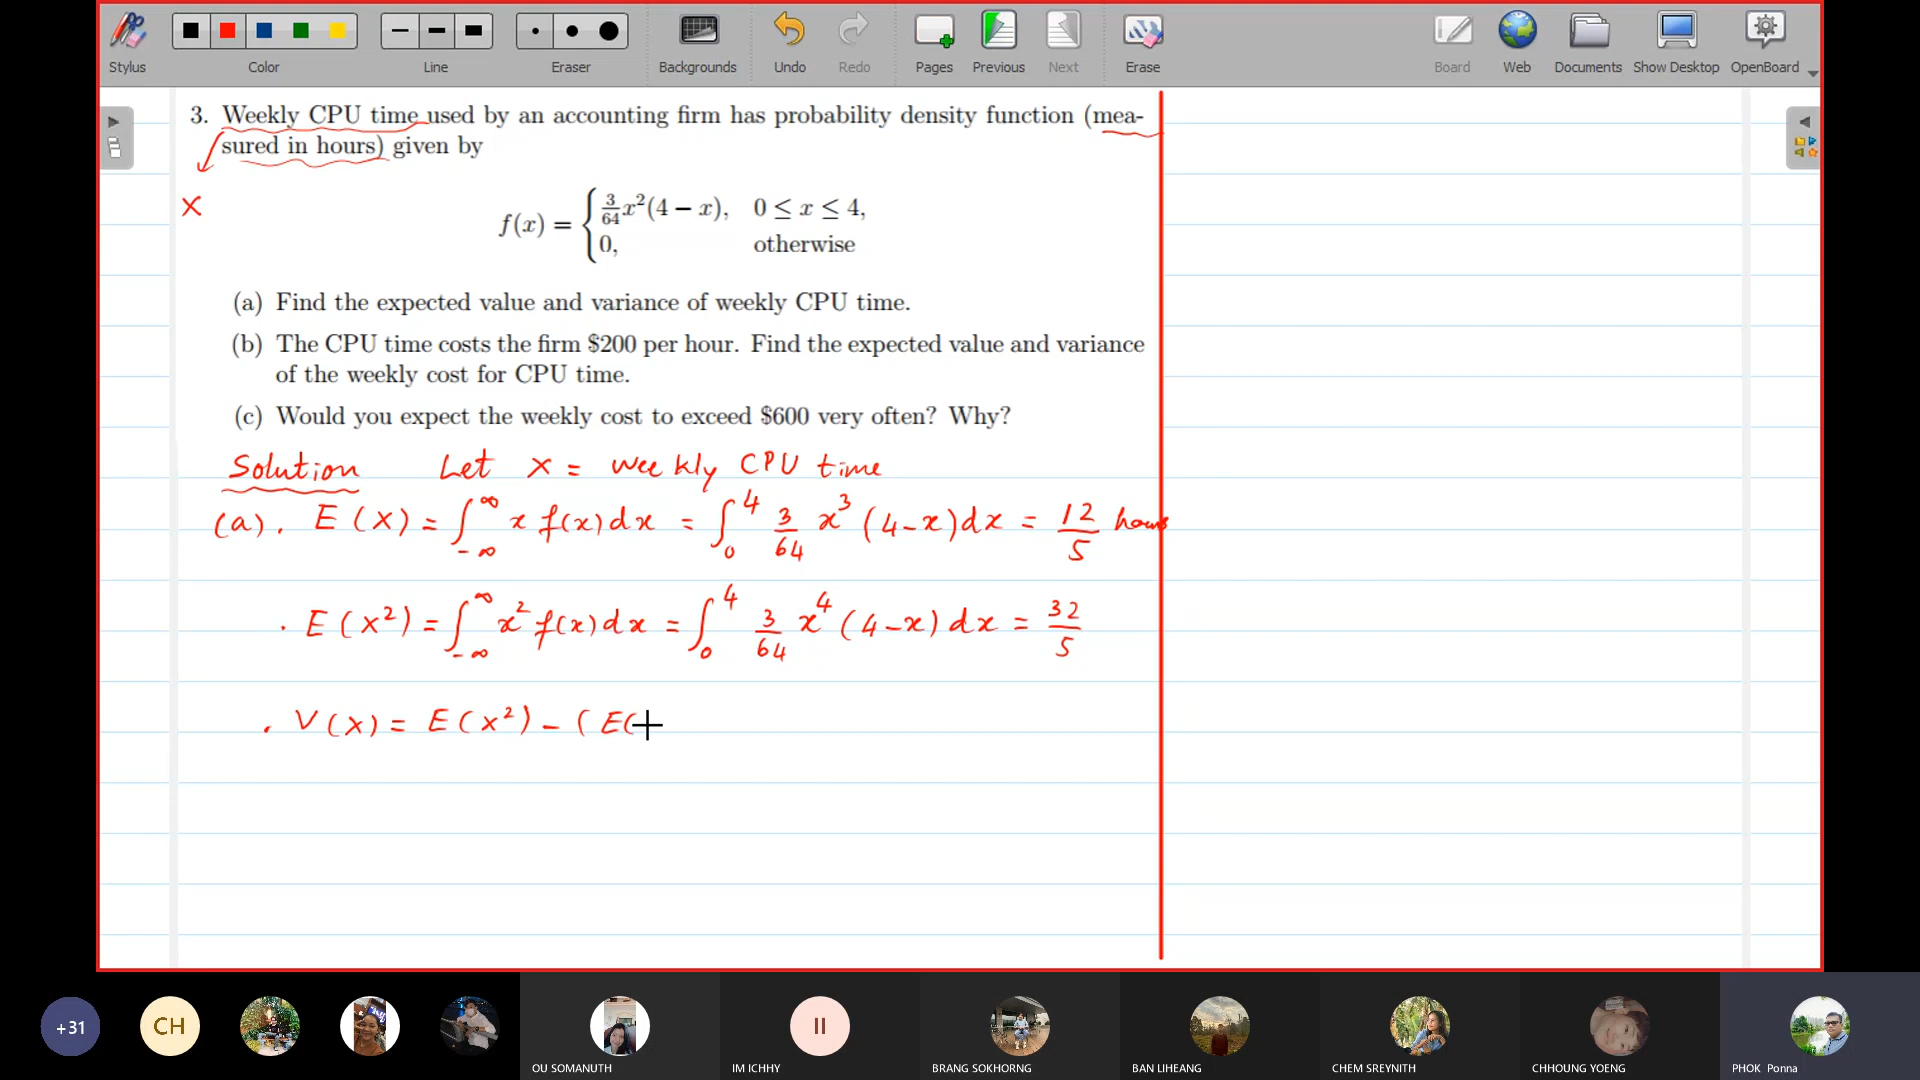 Stylus Color Line Eraser Backgrounds Undo Redo Pages Previous Next Erase Board Web Documents Show Desktop OpenBoard
3. Weekly CPU time used by an accounting firm has probability density function (mea-
sured in hours) given by
X
f(x) = { 3/64 x²(4 − x), 0 ≤ x ≤ 4,
0, otherwise
(a) Find the expected value and variance of weekly CPU time.
(b) The CPU time costs the firm $200 per hour. Find the expected value and variance
of the weekly cost for CPU time.
(c) Would you expect the weekly cost to exceed $600 very often? Why?
Solution Let X = weekly CPU time
(a). E(X) = ∫_{-∞}^{∞} x f(x)dx = ∫_0^4 3/64 x³ (4-x)dx = 12/5 hours
. E(X²) = ∫_{-∞}^{∞} x² f(x)dx = ∫_0^4 3/64 x⁴ (4-x)dx = 32/5
. V(X) = E(X²) - ( E(
+31 CH II
OU SOMANUTH IM ICHHY BRANG SOKHORNG BAN LIHEANG CHEM SREYNITH CHHOUNG YOENG PHOK Ponna